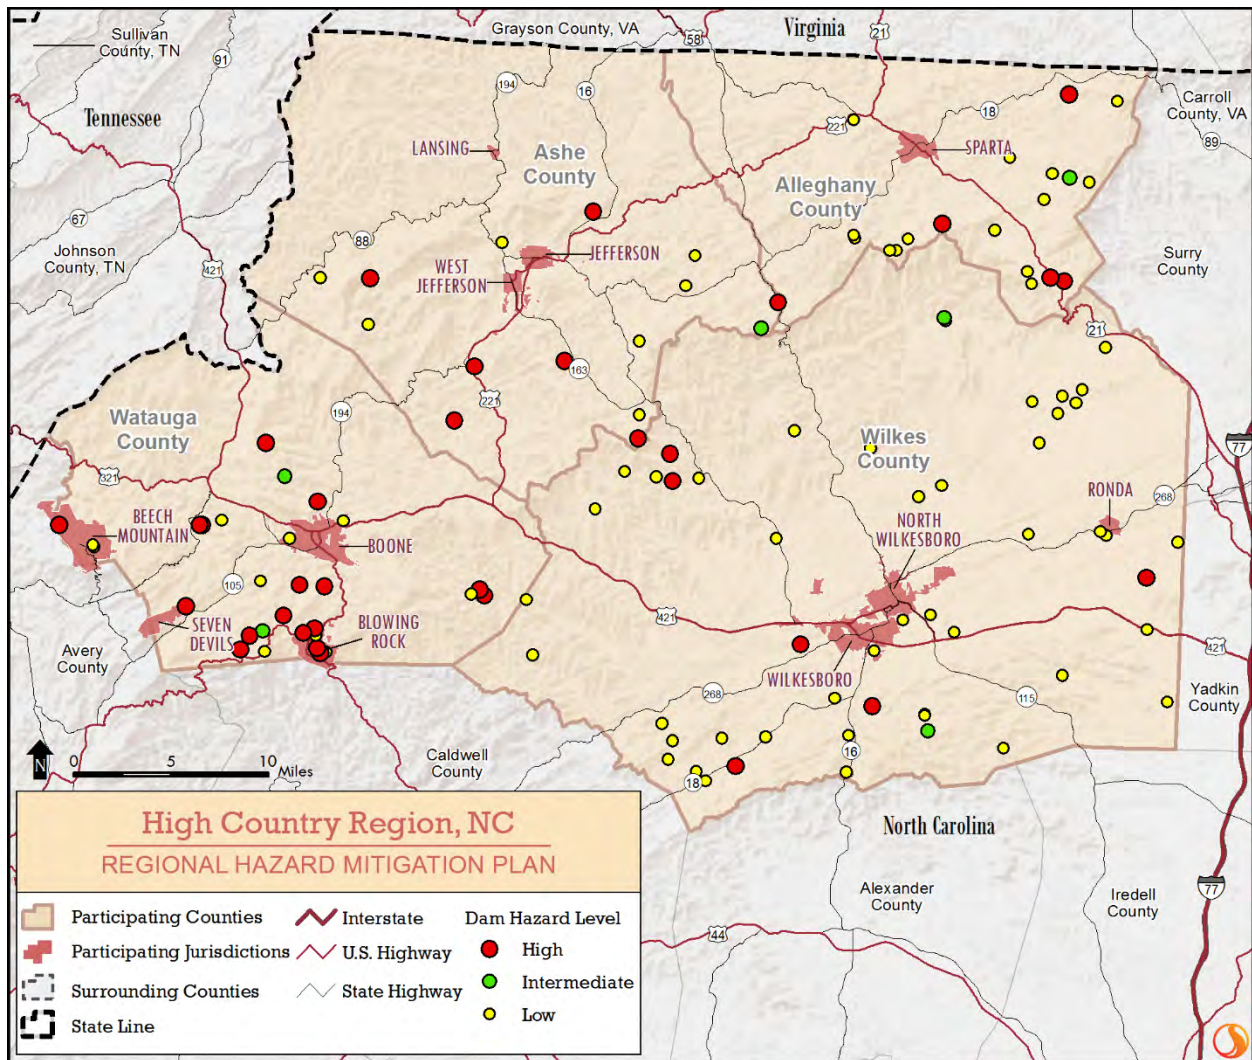 Sullivan
County, TN
91
Grayson County, VA
58
Virginia
21
Tennessee
194
16
18
Carroll
County, VA
89
LANSING
Ashe
County
221
SPARTA
Alleghany
County
67
Johnson
County, TN
88
421
JEFFERSON
WEST
JEFFERSON
Surry
County
21
163
221
194
Watauga
County
Wilkes
County
77
321
RONDA
268
BEECH
MOUNTAIN
BOONE
NORTH
WILKESBORO
105
SEVEN
DEVILS
BLOWING
ROCK
421
421
Avery
County
WILKESBORO
268
115
Yadkin
County
N
0
5
10
Miles
Caldwell
County
18
16
North Carolina
High Country Region, NC
REGIONAL HAZARD MITIGATION PLAN
Participating Counties
Interstate
Dam Hazard Level
Participating Jurisdictions
U.S. Highway
High
Surrounding Counties
State Highway
Intermediate
State Line
Low
Alexander
County
Iredell
County
77
44